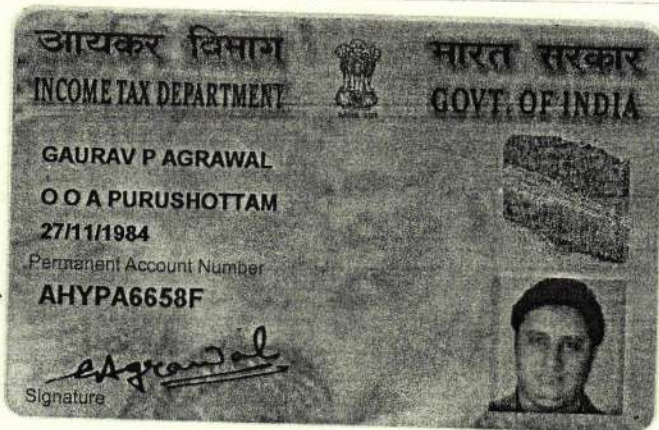 आयकर विभाग
भारत सरकार
INCOME TAX DEPARTMENT
GOVT. OF INDIA
GAURAV P AGRAWAL
O O A PURUSHOTTAM
27/11/1984
Permanent Account Number
AHYPA6658F
Agrawal
Signature